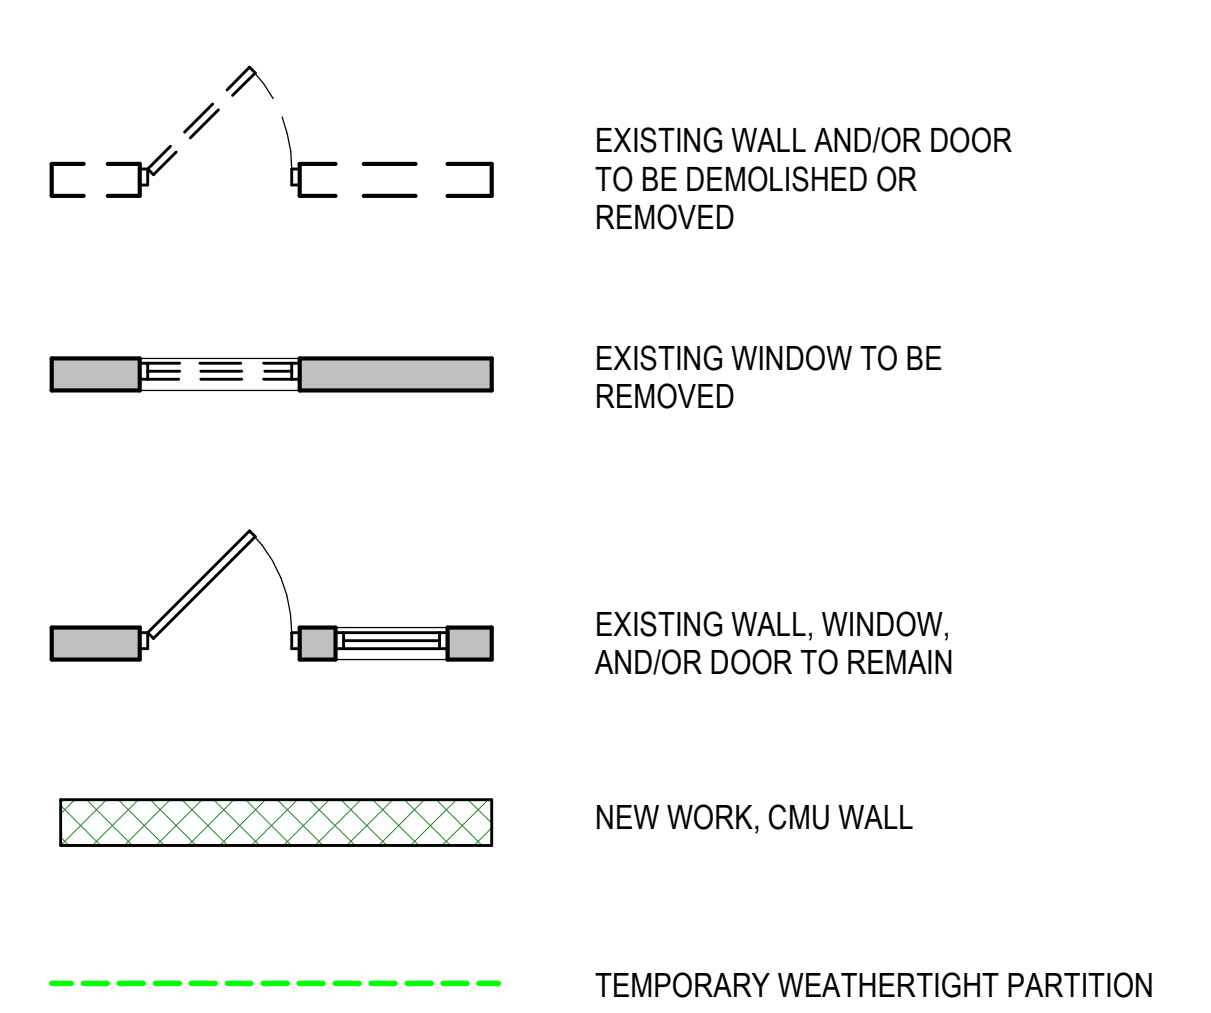 EXISTING WALL AND/OR DOOR
TO BE DEMOLISHED OR
REMOVED
EXISTING WINDOW TO BE
REMOVED
EXISTING WALL, WINDOW,
AND/OR DOOR TO REMAIN
NEW WORK, CMU WALL
TEMPORARY WEATHERTIGHT PARTITION